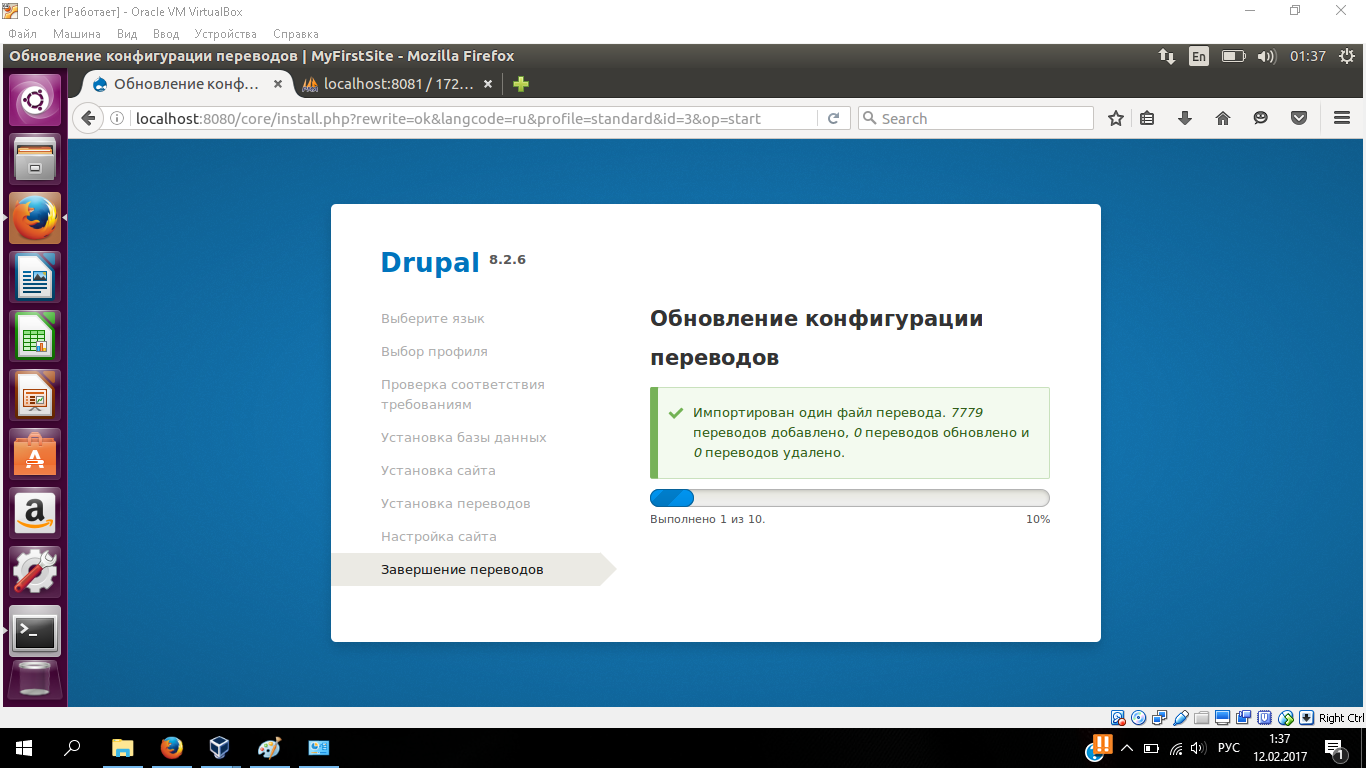 Docker [Работает] - Oracle VM VirtualBox
Файл Машина Вид Ввод Устройства Справка
Обновление конфигурации переводов | MyFirstSite - Mozilla Firefox
En
01:37
Обновление конф...
localhost:8081 / 172...
localhost:8080/core/install.php?rewrite=ok&langcode=ru&profile=standard&id=3&op=start
Search
Drupal 8.2.6
Выберите язык
Выбор профиля
Проверка соответствия
требованиям
Установка базы данных
Установка сайта
Установка переводов
Настройка сайта
Завершение переводов
Обновление конфигурации
переводов
Импортирован один файл перевода. 7779
переводов добавлено, 0 переводов обновлено и
0 переводов удалено.
Выполнено 1 из 10.
10%
Right Ctrl
РУС
1:37
12.02.2017
1